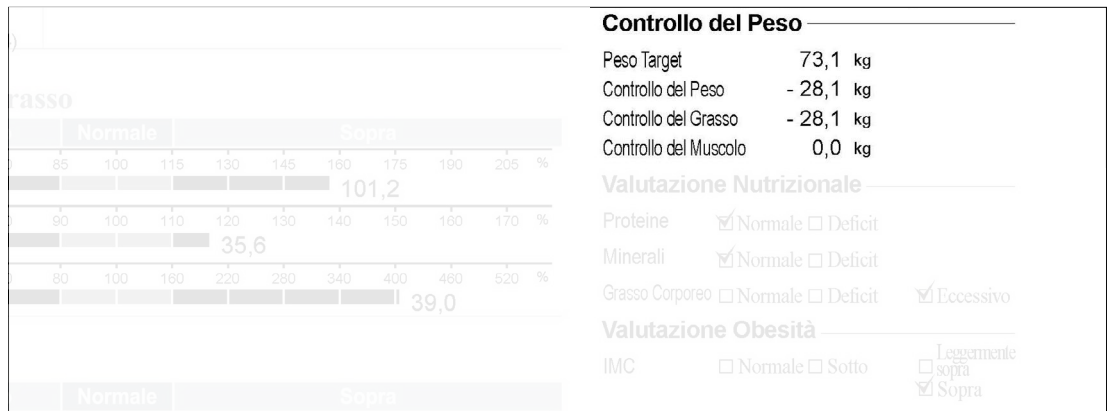 Controllo del Peso
Peso Target 73,1 kg
Controllo del Peso - 28,1 kg
Controllo del Grasso - 28,1 kg
Controllo del Muscolo 0,0 kg
rasso
Normale Sopra
85 100 115 130 145 160 175 190 205 %
101,2
90 100 110 120 130 140 150 160 170 %
35,6
80 100 160 220 280 340 400 460 520 %
39,0
Normale Sopra
Valutazione Nutrizionale
Proteine Normale Deficit
Minerali Normale Deficit
Grasso Corporeo Normale Deficit Eccessivo
Valutazione Obesità
IMC Normale Sotto Leggermente
sopra
Sopra